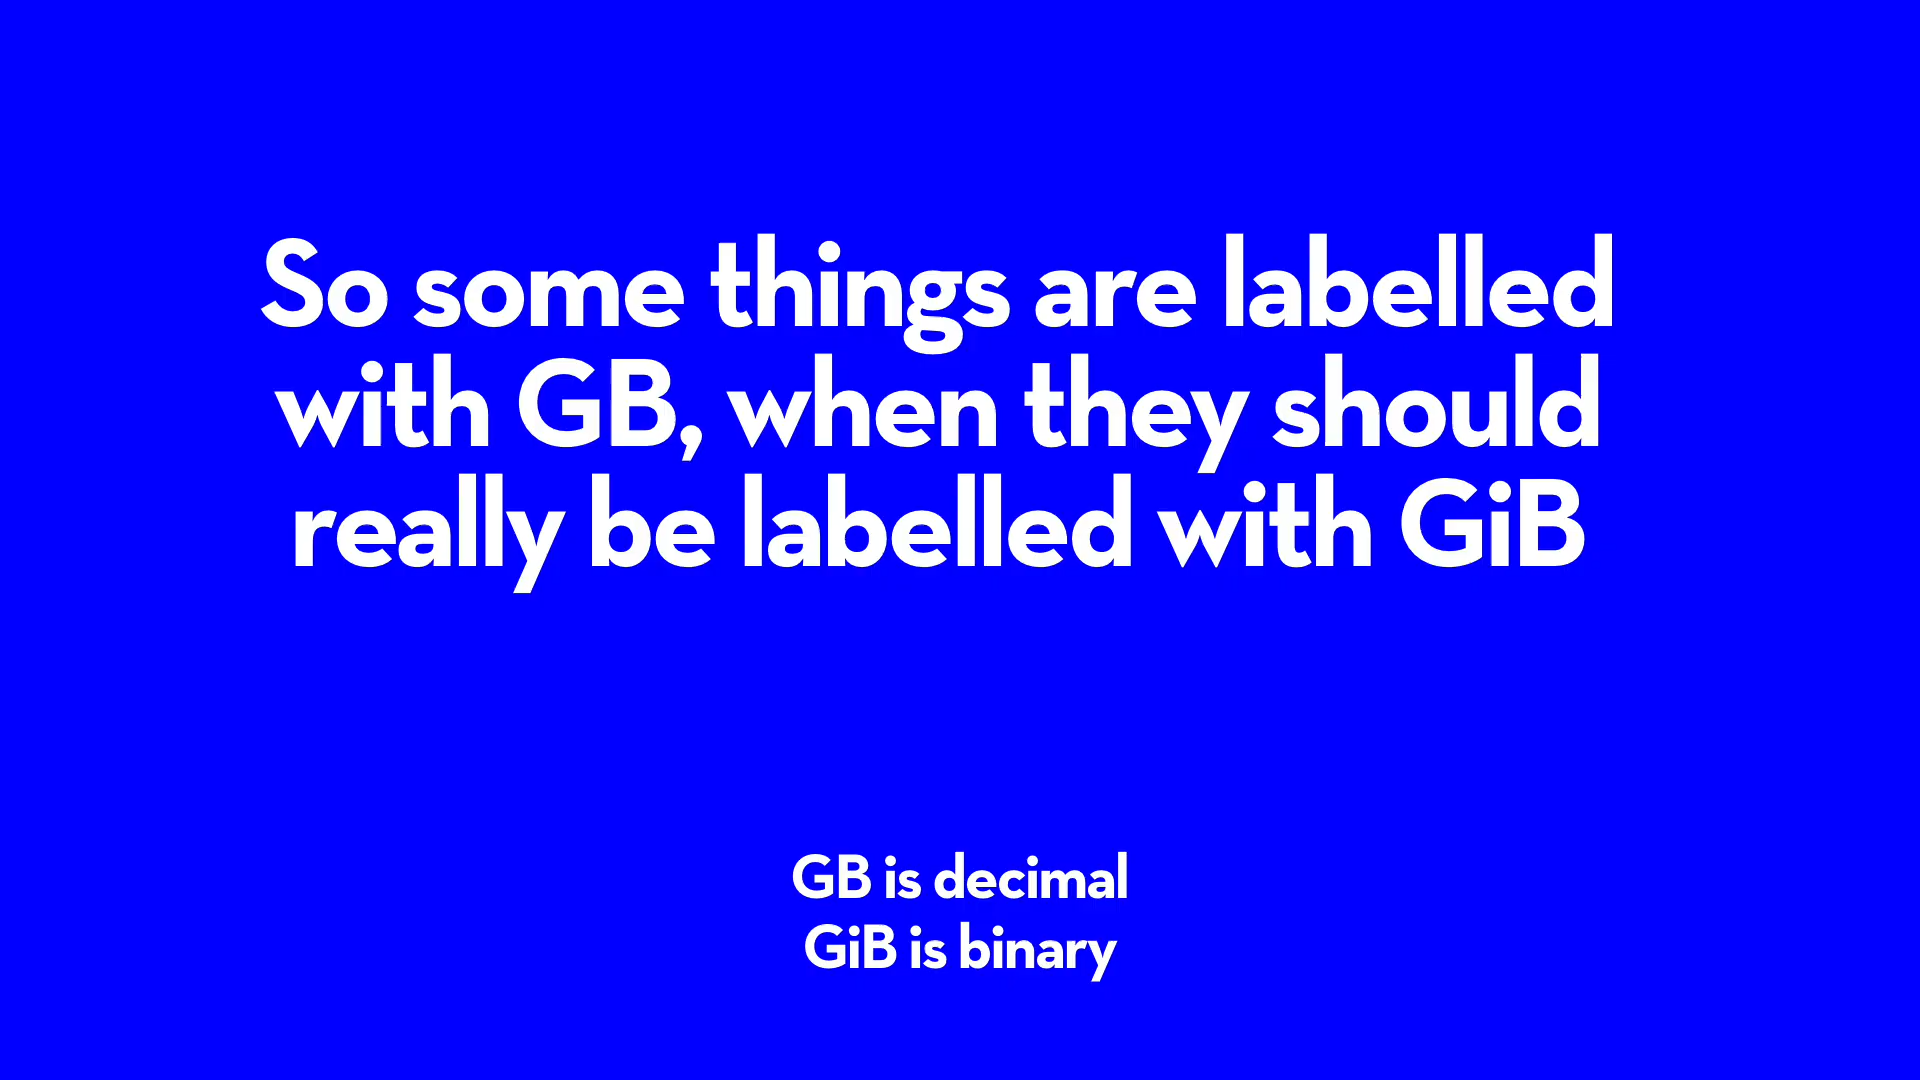 So some things are labelled
with GB, when they should
really be labelled with GiB
GB is decimal
GiB is binary